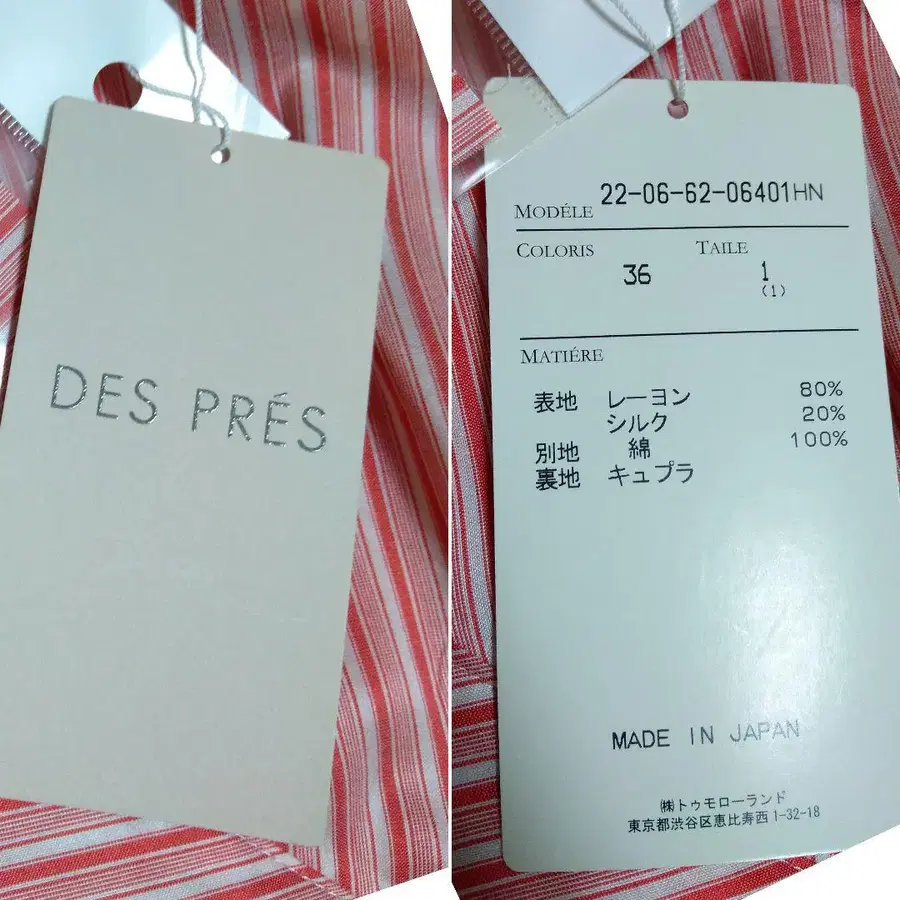 DES PRÉS
MODÉLE 22-06-62-06401HN
COLORIS TAILE
36 1
(1)
MATIÉRE
表地 レーヨン 80%
シルク 20%
別地 綿 100%
裏地 キュプラ
MADE IN JAPAN
㈱トゥモローランド
東京都渋谷区恵比寿西1-32-18